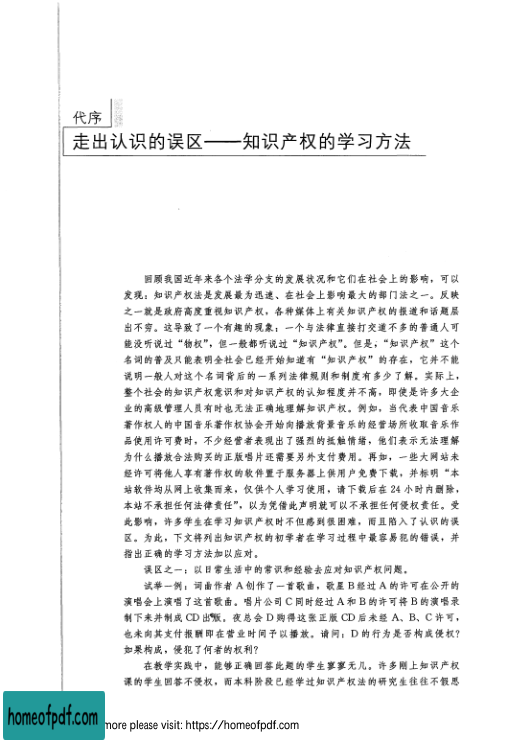 代序
走出认识的误区——知识产权的学习方法
回顾我国近年来各个法学分支的发展状况和它们在社会上的影响，可以
发现：知识产权法是发展最为迅速、在社会上影响最大的部门法之一。反映
之一就是政府高度重视知识产权，各种媒体上有关知识产权的报道和话题层
出不穷。这导致了一个有趣的现象：一个与法律直接打交道不多的普通人可
能没听说过“物权”，但一般都听说过“知识产权”。但是，“知识产权”这个
名词的普及只能表明全社会已经开始知道有“知识产权”的存在，它并不能
说明一般人对这个名词背后的一系列法律规则和制度有多少了解。实际上，
整个社会的知识产权意识和对知识产权的认知程度并不高，即使是许多大企
业的高级管理人员有时也无法正确地理解知识产权。例如，当代表中国音乐
著作权人的中国音乐著作权协会开始向播放背景音乐的经营场所收取音乐作
品使用许可费时，不少经营者表现出了强烈的抵触情绪，他们表示无法理解
为什么播放合法购买的正版唱片还需要另外支付费用。再如，一些大网站未
经许可将他人享有著作权的软件置于服务器上供用户免费下载，并标明“本
站软件均从网上收集而来，仅供个人学习使用，请下载后在 24 小时内删除，
本站不承担任何法律责任”，以为凭借此声明就可以不承担任何侵权责任。受
此影响，许多学生在学习知识产权时不但感到很困难，而且陷入了认识的误
区。为此，下文将列出知识产权的初学者在学习过程中最容易犯的错误，并
指出正确的学习方法加以应对。
误区之一：以日常生活中的常识和经验去应对知识产权问题。
试举一例：词曲作者 A 创作了一首歌曲，歌星 B 经过 A 的许可在公开的
演唱会上演唱了这首歌曲。唱片公司 C 同时经过 A 和 B 的许可将 B 的演唱录
制下来并制成 CD 出版。夜总会 D 购得这张正版 CD 后未经 A、B、C 许可，
也未向其支付报酬即在营业时间予以播放。请问：D 的行为是否构成侵权？
如果构成，侵犯了何者的权利？
在教学实践中，能够正确回答此题的学生寥寥无几。许多刚上知识产权
课的学生回答不侵权，而本科阶段已经学过知识产权法的研究生往往不假思
homeofpdf.com
more please visit: https://homeofpdf.com